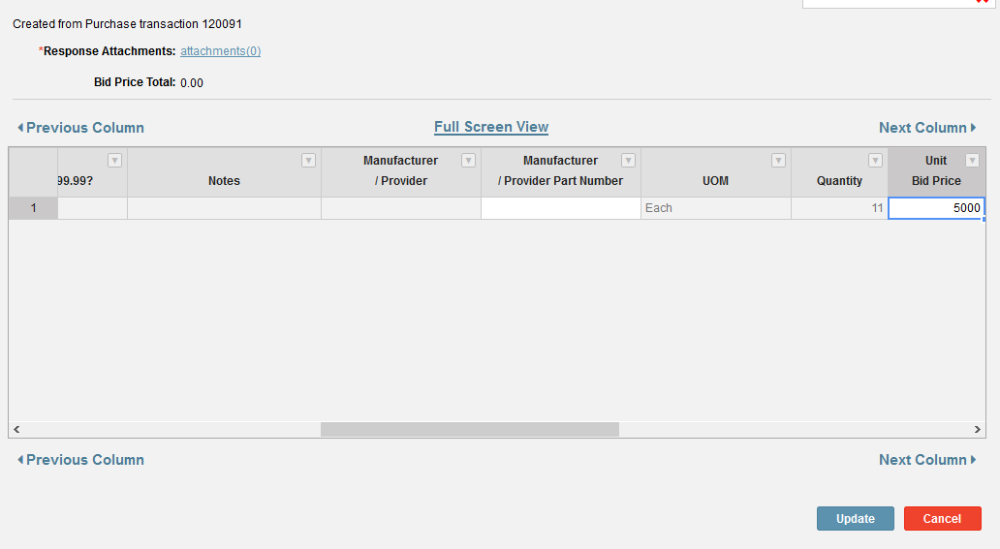 Created from Purchase transaction 120091
*Response Attachments: attachments(0)
Bid Price Total: 0.00
Previous Column Full Screen View Next Column
Manufacturer Manufacturer Unit
99.99? Notes / Provider / Provider Part Number UOM Quantity Bid Price
1 Each 11 5000
Previous Column Next Column
Update Cancel